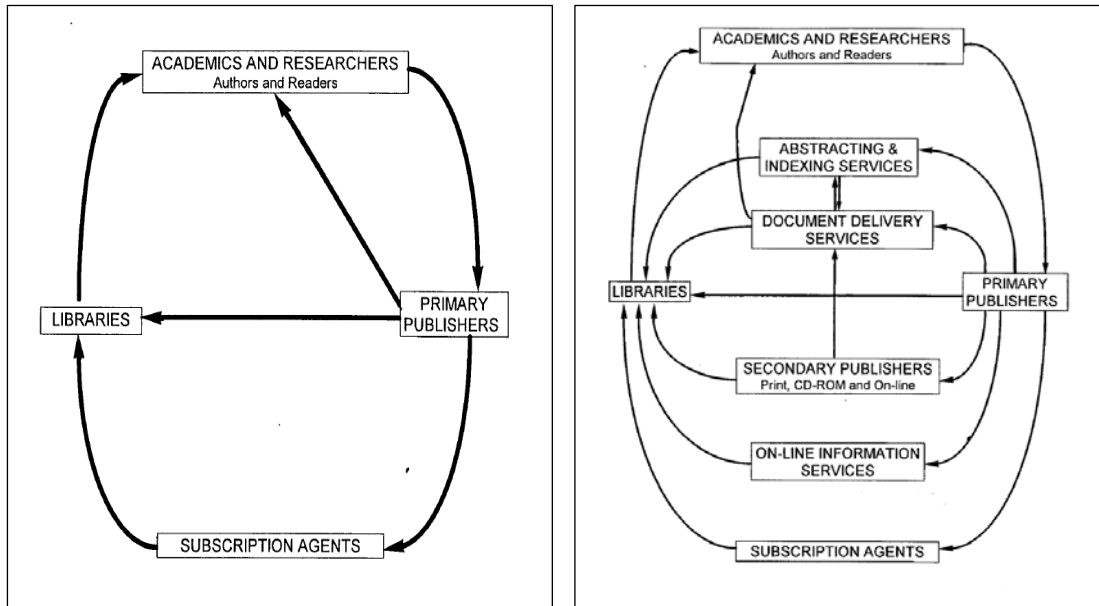 ACADEMICS AND RESEARCHERS
Authors and Readers
LIBRARIES
PRIMARY
PUBLISHERS
SUBSCRIPTION AGENTS
ACADEMICS AND RESEARCHERS
Authors and Readers
ABSTRACTING &
INDEXING SERVICES
DOCUMENT DELIVERY
SERVICES
LIBRARIES
PRIMARY
PUBLISHERS
SECONDARY PUBLISHERS
Print, CD-ROM and On-line
ON-LINE INFORMATION
SERVICES
SUBSCRIPTION AGENTS